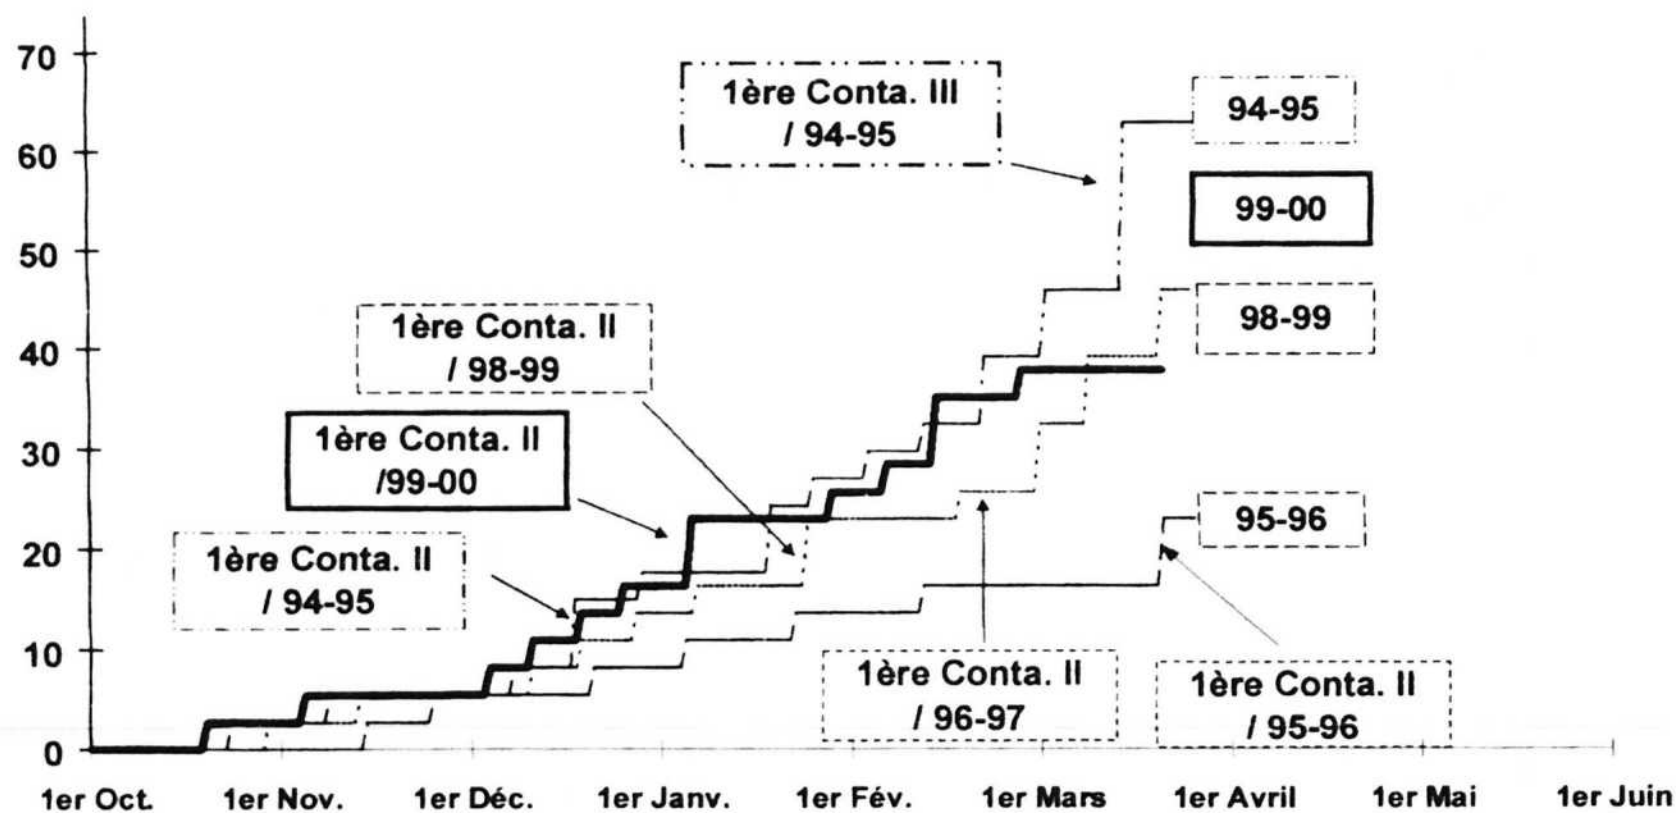 70
60
50
40
30
20
10
0
1ère Conta. III
/ 94-95
94-95
99-00
98-99
1ère Conta. II
/ 98-99
1ère Conta. II
/99-00
95-96
1ère Conta. II
/ 94-95
1ère Conta. II
/ 96-97
1ère Conta. II
/ 95-96
1er Oct. 1er Nov. 1er Déc. 1er Janv. 1er Fév. 1er Mars 1er Avril 1er Mai 1er Juin